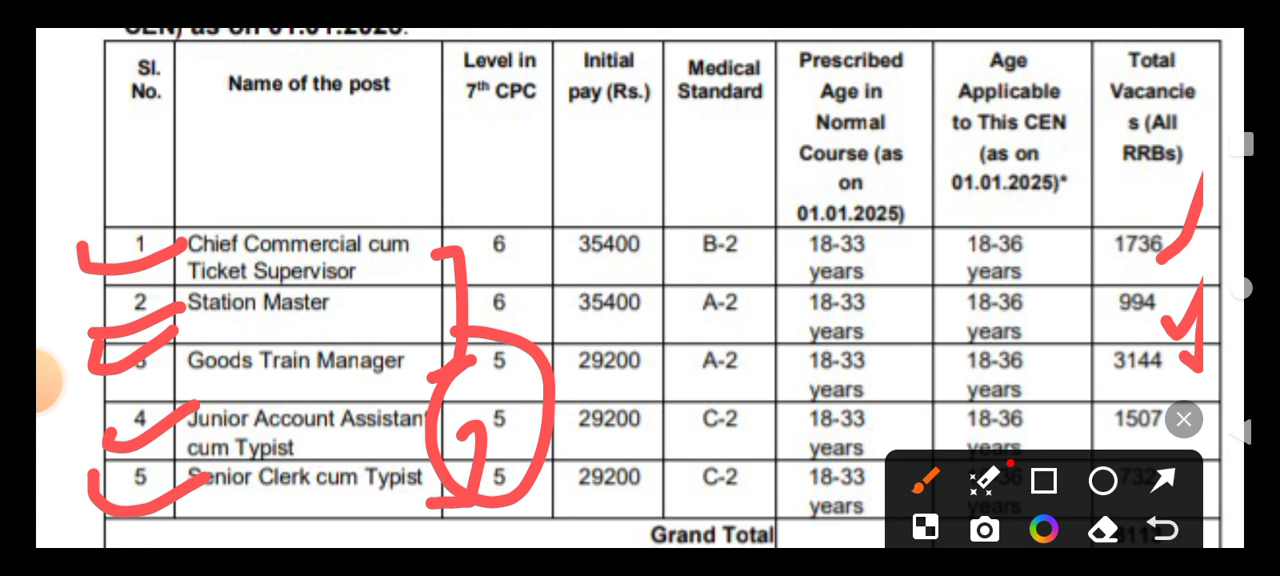 CEN) as on 01.01.2025.
Sl. No. Name of the post Level in 7th CPC Initial pay (Rs.) Medical Standard Prescribed Age in Normal Course (as on 01.01.2025) Age Applicable to This CEN (as on 01.01.2025)* Total Vacancie s (All RRBs)
1 Chief Commercial cum Ticket Supervisor 6 35400 B-2 18-33 years 18-36 years 1736
2 Station Master 6 35400 A-2 18-33 years 18-36 years 994
3 Goods Train Manager 5 29200 A-2 18-33 years 18-36 years 3144
4 Junior Account Assistant cum Typist 5 29200 C-2 18-33 years 18-36 years 1507
5 Senior Clerk cum Typist 5 29200 C-2 18-33 years 36 years 732
Grand Total